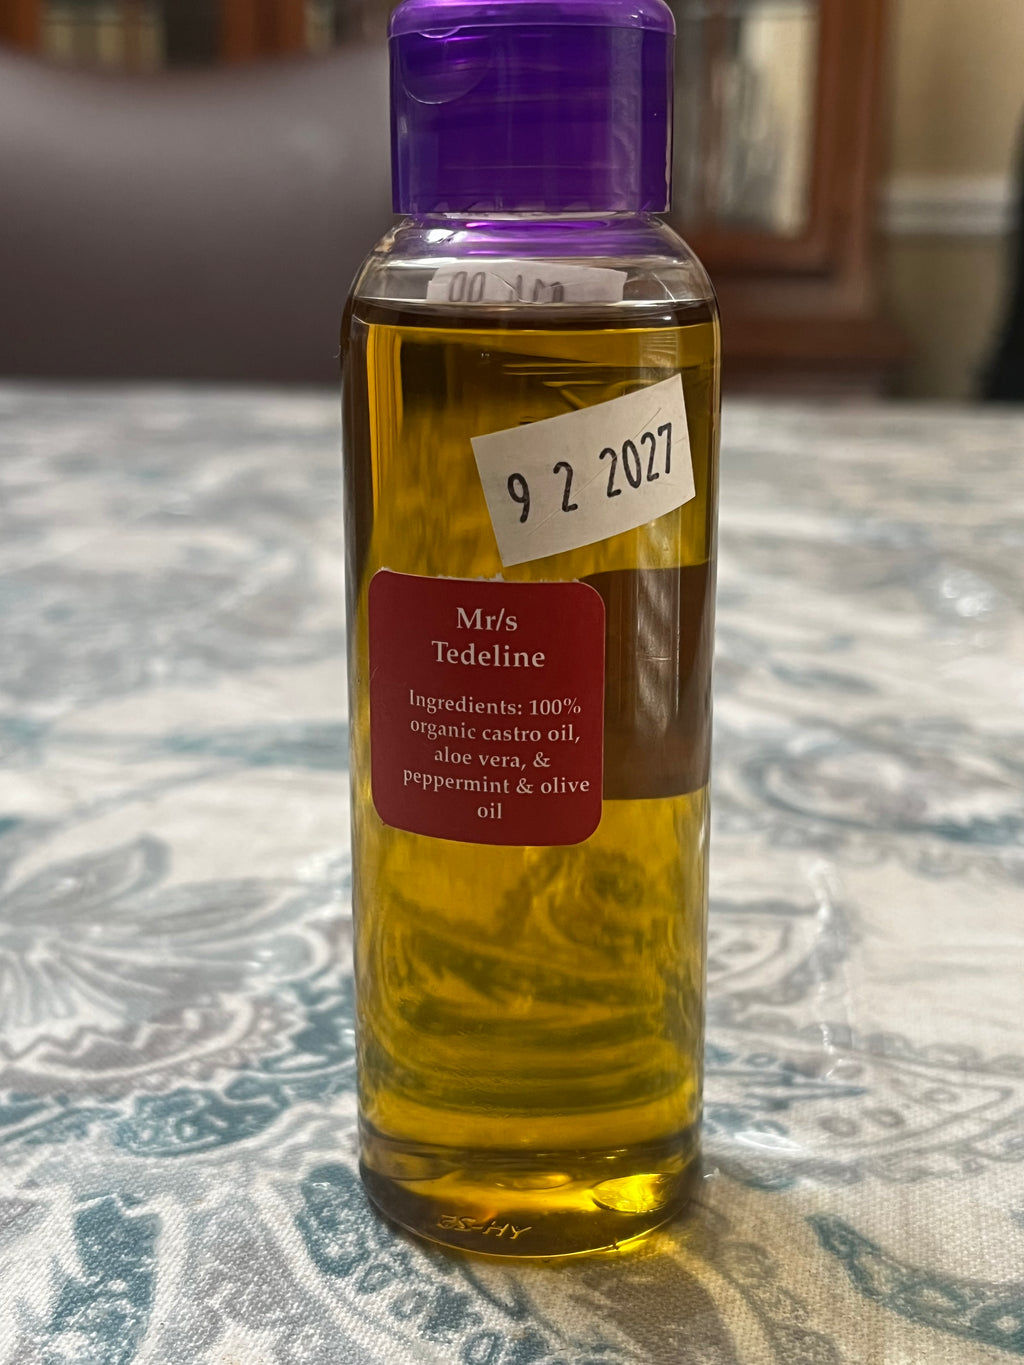 9 2 2027
Mr/s
Tedeline
Ingredients: 100%
organic castro oil,
aloe vera, &
peppermint & olive
oil